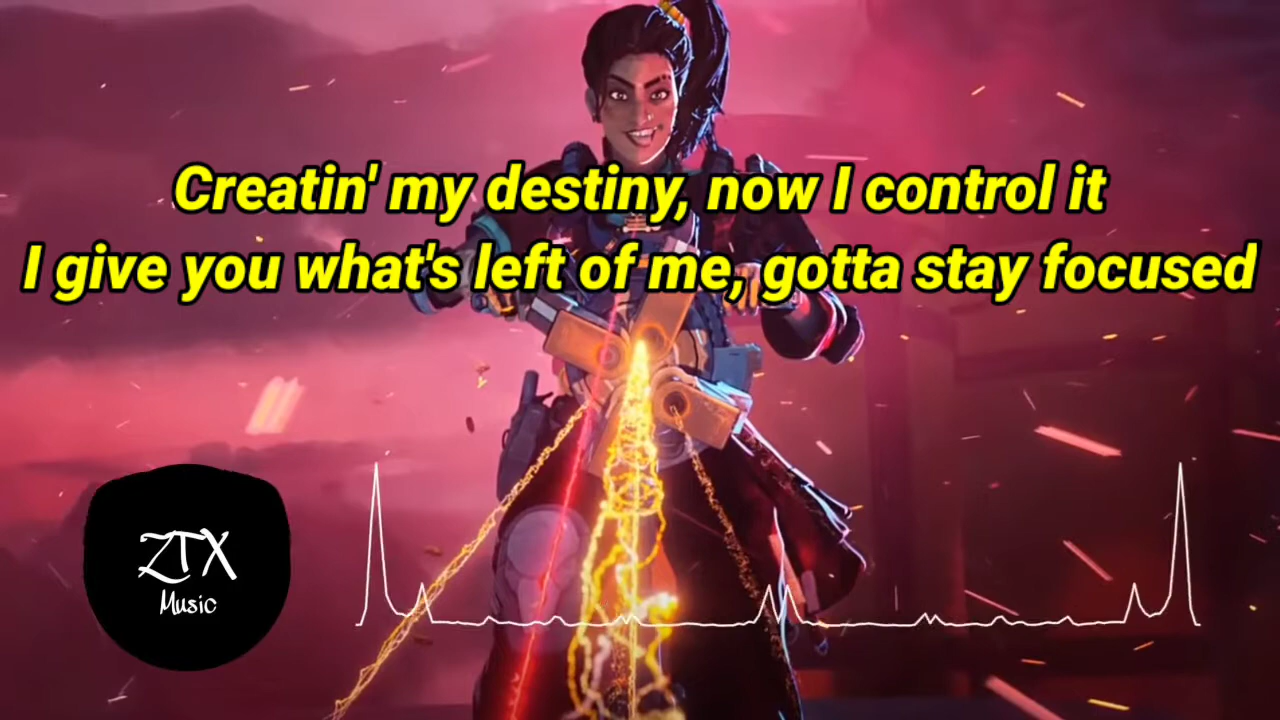 Creatin' my destiny, now I control it
I give you what's left of me, gotta stay focused
ZTX
Music